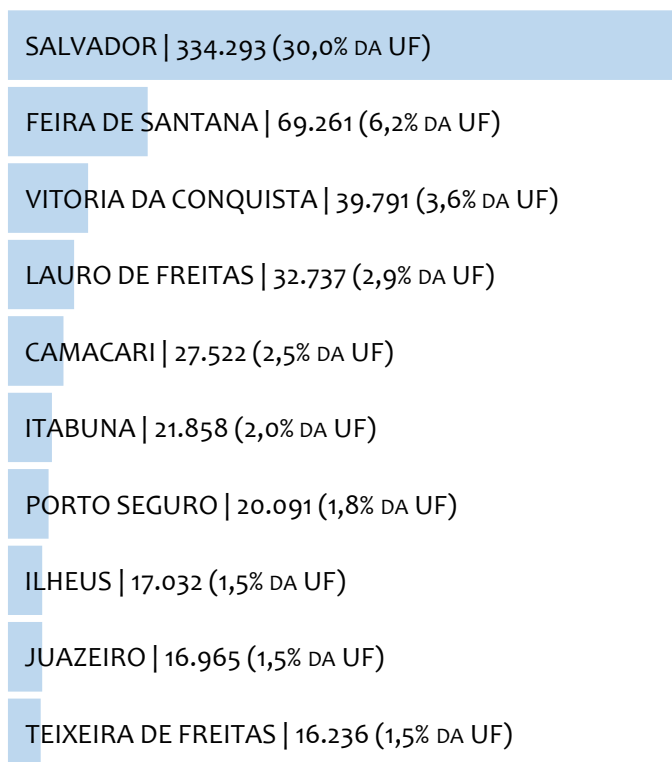 SALVADOR | 334.293 (30,0% DA UF)
FEIRA DE SANTANA | 69.261 (6,2% DA UF)
VITORIA DA CONQUISTA | 39.791 (3,6% DA UF)
LAURO DE FREITAS | 32.737 (2,9% DA UF)
CAMACARI | 27.522 (2,5% DA UF)
ITABUNA | 21.858 (2,0% DA UF)
PORTO SEGURO | 20.091 (1,8% DA UF)
ILHEUS | 17.032 (1,5% DA UF)
JUAZEIRO | 16.965 (1,5% DA UF)
TEIXEIRA DE FREITAS | 16.236 (1,5% DA UF)